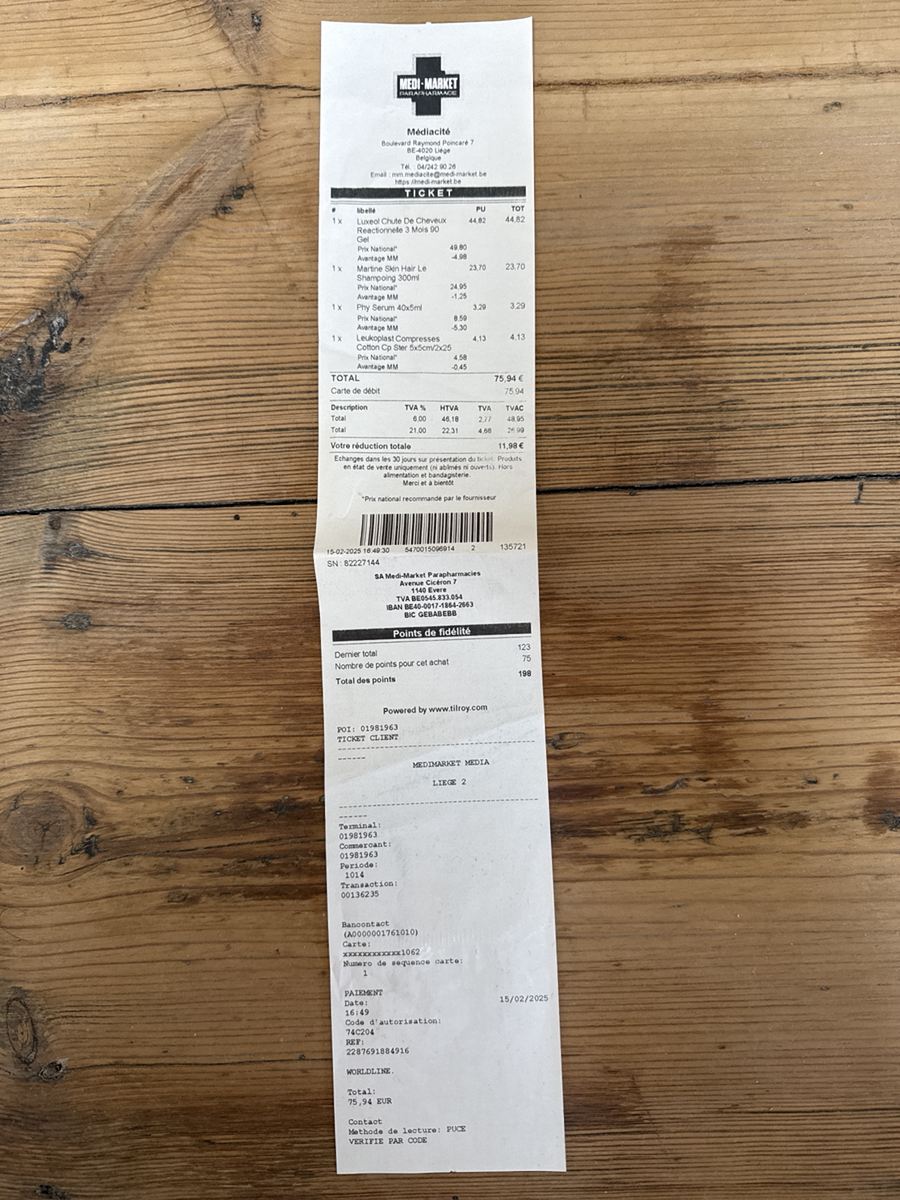 MEDI-MARKET
PARAPHARMACIE
Médiacité
Boulevard Raymond Poincaré 7
BE-4020 Liège
Belgique
Tél. : 04/242 90 26
Email : mm.mediacite@medi-market.be
https://medi-market.be
TICKET
# libellé PU TOT
1 x Luxeol Chute De Cheveux 44,82 44,82
Reactionnelle 3 Mois 90
Gel
Prix National* 49,80
Avantage MM -4,98
1 x Martine Skin Hair Le 23,70 23,70
Shampoing 300ml
Prix National* 24,95
Avantage MM -1,25
1 x Phy Serum 40x5ml 3,29 3,29
Prix National* 8,59
Avantage MM -5,30
1 x Leukoplast Compresses 4,13 4,13
Cotton Cp Ster 5x5cm/2x25
Prix National* 4,58
Avantage MM -0,45
TOTAL 75,94 €
Carte de débit 75,94
Description TVA % HTVA TVA TVAC
Total 6,00 46,18 2,77 48,95
Total 21,00 22,31 4,68 26,99
Votre réduction totale 11,98 €
Echanges dans les 30 jours sur présentation du ticket. Produits
en état de vente uniquement (ni abîmés ni ouverts). Hors
alimentation et bandagisterie.
Merci et à bientôt
*Prix national recommandé par le fournisseur
15-02-2025 16:49:30 5470015096914 2 135721
SN : 82227144
SA Medi-Market Parapharmacies
Avenue Cicéron 7
1140 Evere
TVA BE0545.833.054
IBAN BE40-0017-1864-2663
BIC GEBABEBB
Points de fidélité
Dernier total 123
Nombre de points pour cet achat 75
Total des points 198
Powered by www.tilroy.com
POI: 01981963
TICKET CLIENT
------------------------------
------
MEDIMARKET MEDIA
LIEGE 2
------------------------------
------
Terminal:
01981963
Commercant:
01981963
Periode:
1014
Transaction:
00136235
Bancontact
(A0000001761010)
Carte:
xxxxxxxxxxxx1062
Numero de sequence carte:
1
PAIEMENT
Date: 15/02/2025
16:49
Code d'autorisation:
74C204
REF:
2287691884916
WORLDLINE.
Total:
75,94 EUR
Contact
Methode de lecture: PUCE
VERIFIE PAR CODE